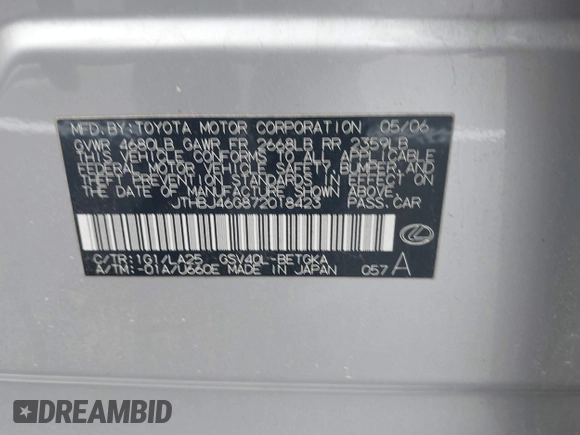 MFD.BY:TOYOTA MOTOR CORPORATION 05/06
GVWR 4680LB GAWR FR 2668LB RR 2359LB
THIS VEHICLE CONFORMS TO ALL APPLICABLE
FEDERAL MOTOR VEHICLE SAFETY, BUMPER, AND
THEFT PREVENTION STANDARDS IN EFFECT ON
THE DATE OF MANUFACTURE SHOWN ABOVE.
JTHBJ46G872018423 PASS.CAR
C/TR:1G1/LA25 GSV40L-BETGKA
A/TM:-01A/U660E MADE IN JAPAN 057A
DREAMBID